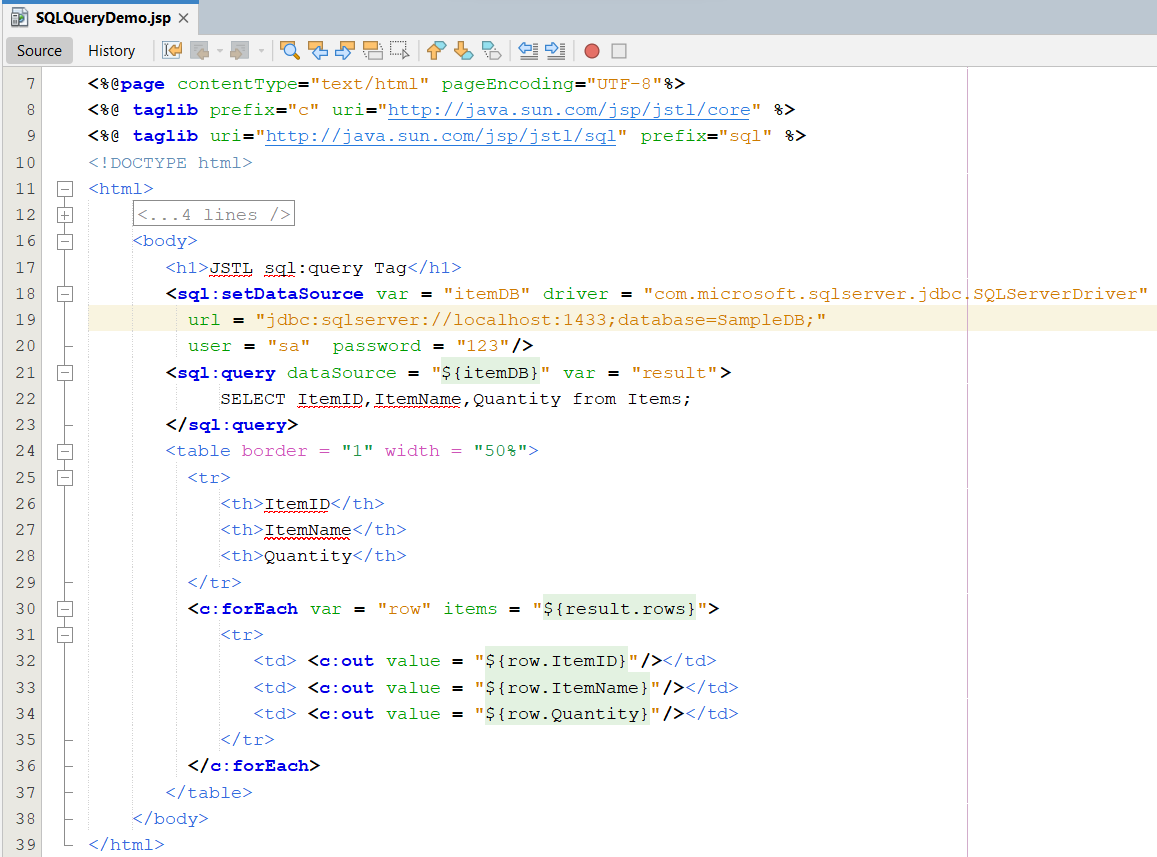 SQLQueryDemo.jsp
Source History
7 <%@page contentType="text/html" pageEncoding="UTF-8"%>
8 <%@ taglib prefix="c" uri="http://java.sun.com/jsp/jstl/core" %>
9 <%@ taglib uri="http://java.sun.com/jsp/jstl/sql" prefix="sql" %>
10 <!DOCTYPE html>
11 <html>
12 <...4 lines />
16 <body>
17 <h1>JSTL sql:query Tag</h1>
18 <sql:setDataSource var = "itemDB" driver = "com.microsoft.sqlserver.jdbc.SQLServerDriver"
19 url = "jdbc:sqlserver://localhost:1433;database=SampleDB;"
20 user = "sa" password = "123"/>
21 <sql:query dataSource = "${itemDB}" var = "result">
22 SELECT ItemID,ItemName,Quantity from Items;
23 </sql:query>
24 <table border = "1" width = "50%">
25 <tr>
26 <th>ItemID</th>
27 <th>ItemName</th>
28 <th>Quantity</th>
29 </tr>
30 <c:forEach var = "row" items = "${result.rows}">
31 <tr>
32 <td> <c:out value = "${row.ItemID}"/></td>
33 <td> <c:out value = "${row.ItemName}"/></td>
34 <td> <c:out value = "${row.Quantity}"/></td>
35 </tr>
36 </c:forEach>
37 </table>
38 </body>
39 </html>